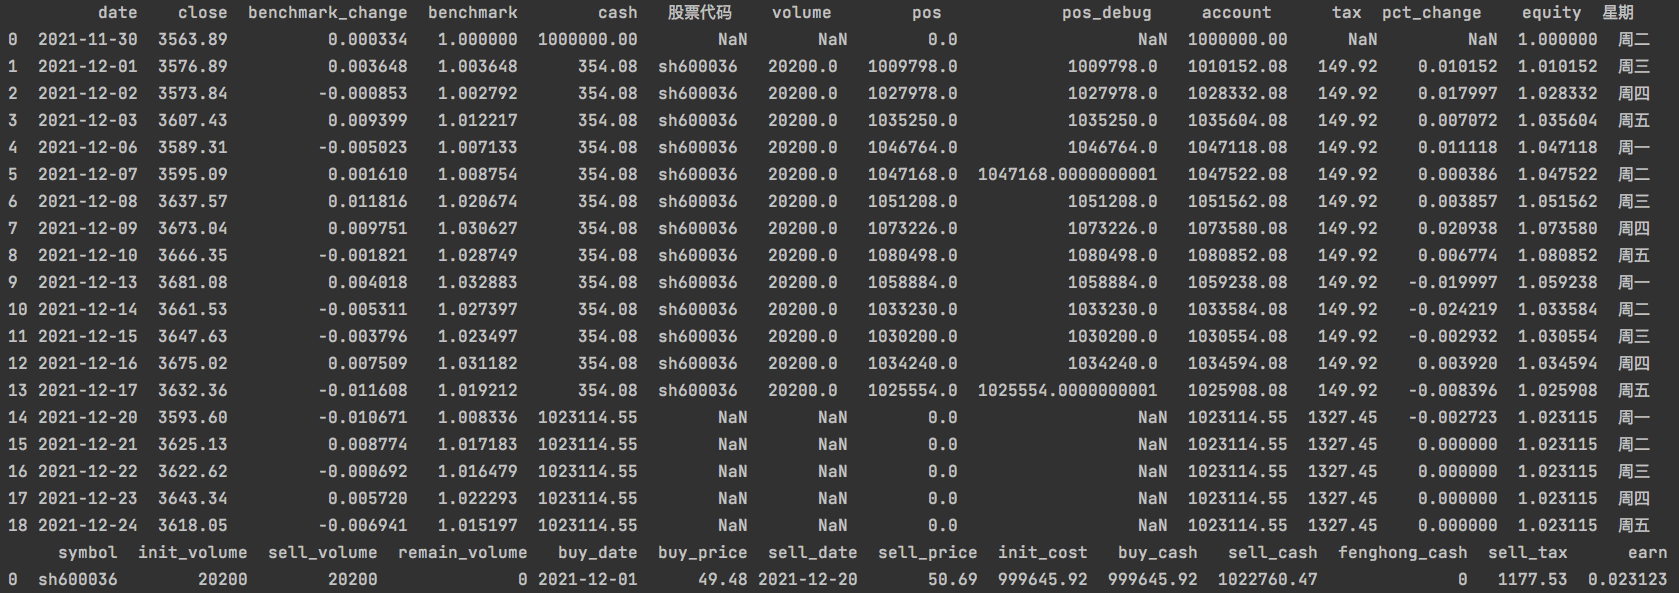 date close benchmark_change benchmark cash 股票代码 volume pos pos_debug account tax pct_change equity 星期
0 2021-11-30 3563.89 0.000334 1.000000 1000000.00 NaN NaN 0.0 NaN 1000000.00 NaN NaN 1.000000 周二
1 2021-12-01 3576.89 0.003648 1.003648 354.08 sh600036 20200.0 1009798.0 1009798.0 1010152.08 149.92 0.010152 1.010152 周三
2 2021-12-02 3573.84 -0.000853 1.002792 354.08 sh600036 20200.0 1027978.0 1027978.0 1028332.08 149.92 0.017997 1.028332 周四
3 2021-12-03 3607.43 0.009399 1.012217 354.08 sh600036 20200.0 1035250.0 1035250.0 1035604.08 149.92 0.007072 1.035604 周五
4 2021-12-06 3589.31 -0.005023 1.007133 354.08 sh600036 20200.0 1046764.0 1046764.0 1047118.08 149.92 0.011118 1.047118 周一
5 2021-12-07 3595.09 0.001610 1.008754 354.08 sh600036 20200.0 1047168.0 1047168.0000000001 1047522.08 149.92 0.000386 1.047522 周二
6 2021-12-08 3637.57 0.011816 1.020674 354.08 sh600036 20200.0 1051208.0 1051208.0 1051562.08 149.92 0.003857 1.051562 周三
7 2021-12-09 3673.04 0.009751 1.030627 354.08 sh600036 20200.0 1073226.0 1073226.0 1073580.08 149.92 0.020938 1.073580 周四
8 2021-12-10 3666.35 -0.001821 1.028749 354.08 sh600036 20200.0 1080498.0 1080498.0 1080852.08 149.92 0.006774 1.080852 周五
9 2021-12-13 3681.08 0.004018 1.032883 354.08 sh600036 20200.0 1058884.0 1058884.0 1059238.08 149.92 -0.019997 1.059238 周一
10 2021-12-14 3661.53 -0.005311 1.027397 354.08 sh600036 20200.0 1033230.0 1033230.0 1033584.08 149.92 -0.024219 1.033584 周二
11 2021-12-15 3647.63 -0.003796 1.023497 354.08 sh600036 20200.0 1030200.0 1030200.0 1030554.08 149.92 -0.002932 1.030554 周三
12 2021-12-16 3675.02 0.007509 1.031182 354.08 sh600036 20200.0 1034240.0 1034240.0 1034594.08 149.92 0.003920 1.034594 周四
13 2021-12-17 3632.36 -0.011608 1.019212 354.08 sh600036 20200.0 1025554.0 1025554.0000000001 1025908.08 149.92 -0.008396 1.025908 周五
14 2021-12-20 3593.60 -0.010671 1.008336 1023114.55 NaN NaN 0.0 NaN 1023114.55 1327.45 -0.002723 1.023115 周一
15 2021-12-21 3625.13 0.008774 1.017183 1023114.55 NaN NaN 0.0 NaN 1023114.55 1327.45 0.000000 1.023115 周二
16 2021-12-22 3622.62 -0.000692 1.016479 1023114.55 NaN NaN 0.0 NaN 1023114.55 1327.45 0.000000 1.023115 周三
17 2021-12-23 3643.34 0.005720 1.022293 1023114.55 NaN NaN 0.0 NaN 1023114.55 1327.45 0.000000 1.023115 周四
18 2021-12-24 3618.05 -0.006941 1.015197 1023114.55 NaN NaN 0.0 NaN 1023114.55 1327.45 0.000000 1.023115 周五
symbol init_volume sell_volume remain_volume buy_date buy_price sell_date sell_price init_cost buy_cash sell_cash fenghong_cash sell_tax earn
0 sh600036 20200 20200 0 2021-12-01 49.48 2021-12-20 50.69 999645.92 999645.92 1022760.47 0 1177.53 0.023123